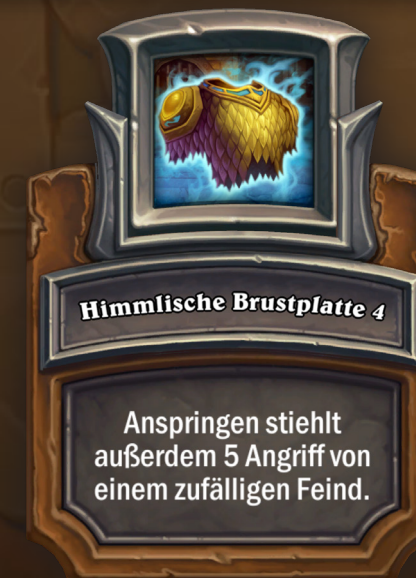 Himmlische Brustplatte 4
Anspringen stiehlt
außerdem 5 Angriff von
einem zufälligen Feind.